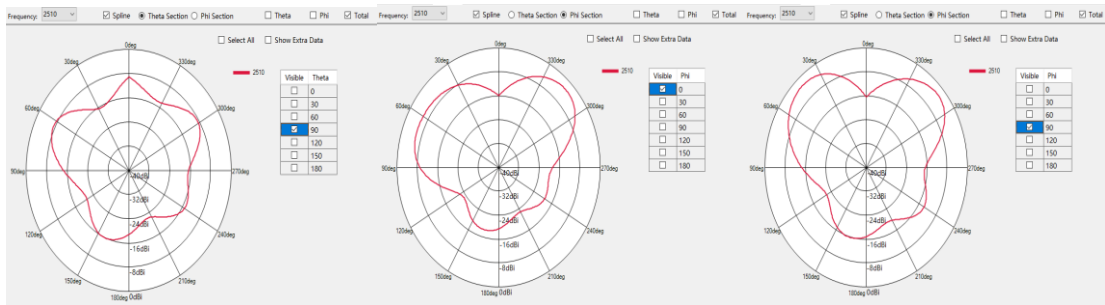 Frequency: 2510 Spline Theta Section Phi Section Theta Phi Total
Select All Show Extra Data
0deg
30deg 330deg
2510
60deg 300deg
90deg 270deg
120deg 240deg
150deg 210deg
180deg
-40dBi
-32dBi
-24dBi
-16dBi
-8dBi
0dBi
Visible Theta
0
30
60
90
120
150
180
Frequency: 2510 Spline Theta Section Phi Section Theta Phi Total
Select All Show Extra Data
0deg
30deg 330deg
2510
60deg 300deg
90deg 270deg
120deg 240deg
150deg 210deg
180deg
-40dBi
-32dBi
-24dBi
-16dBi
-8dBi
0dBi
Visible Phi
0
30
60
90
120
150
180
Frequency: 2510 Spline Theta Section Phi Section Theta Phi Total
Select All Show Extra Data
0deg
30deg 330deg
2510
60deg 300deg
90deg 270deg
120deg 240deg
150deg 210deg
180deg
-40dBi
-32dBi
-24dBi
-16dBi
-8dBi
0dBi
Visible Phi
0
30
60
90
120
150
180